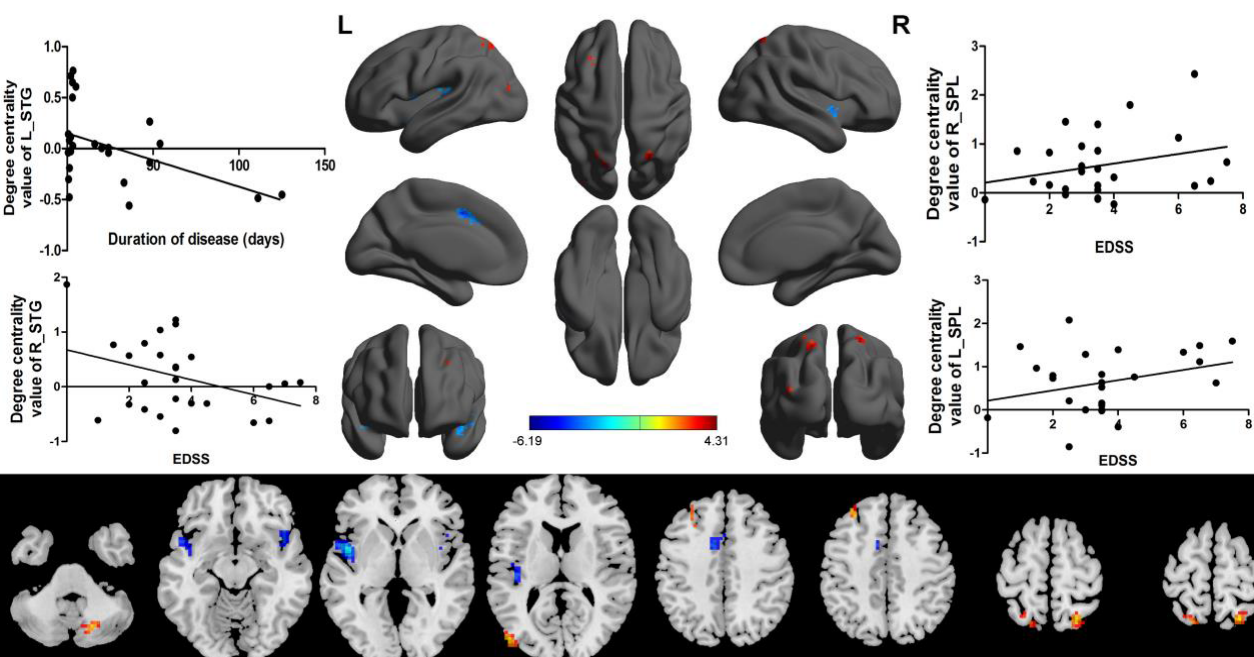 L
R
1.0
0.5
0.0
-0.5
-1.0
50
100
150
Degree centrality
value of L_STG
Duration of disease (days)
2
1
0
-1
2
4
6
8
Degree centrality
value of R_STG
EDSS
-6.19
4.31
3
2
1
0
-1
2
4
6
8
Degree centrality
value of R_SPL
EDSS
3
2
1
0
-1
2
4
6
8
Degree centrality
value of L_SPL
EDSS